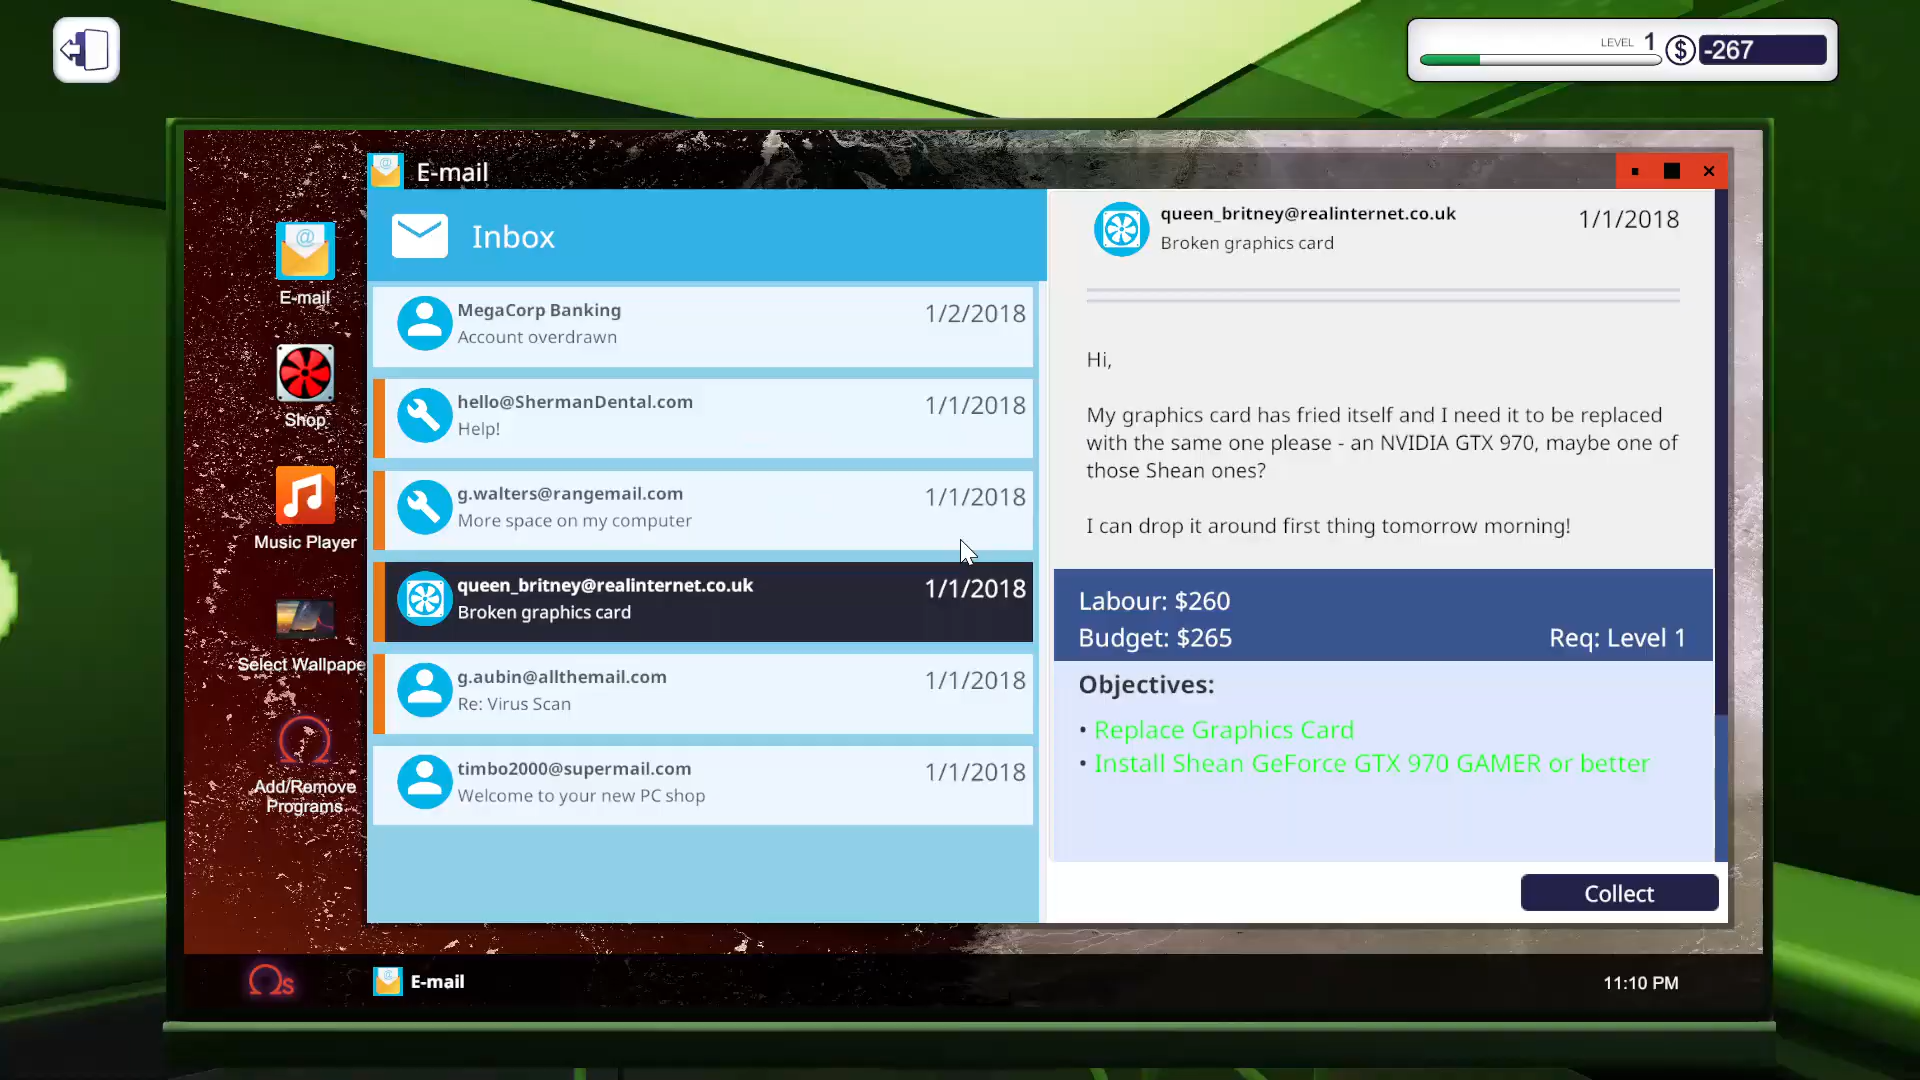 LEVEL 1 $ -267
E-mail
Inbox
MegaCorp Banking 1/2/2018
Account overdrawn
hello@ShermanDental.com 1/1/2018
Help!
g.walters@rangemail.com 1/1/2018
More space on my computer
queen_britney@realinternet.co.uk 1/1/2018
Broken graphics card
g.aubin@allthemail.com 1/1/2018
Re: Virus Scan
timbo2000@supermail.com 1/1/2018
Welcome to your new PC shop
queen_britney@realinternet.co.uk 1/1/2018
Broken graphics card
Hi,
My graphics card has fried itself and I need it to be replaced
with the same one please - an NVIDIA GTX 970, maybe one of
those Shean ones?
I can drop it around first thing tomorrow morning!
Labour: $260
Budget: $265 Req: Level 1
Objectives:
• Replace Graphics Card
• Install Shean GeForce GTX 970 GAMER or better
Collect
E-mail
Shop
Music Player
Select Wallpape
Add/Remove
Programs
Ωs E-mail 11:10 PM